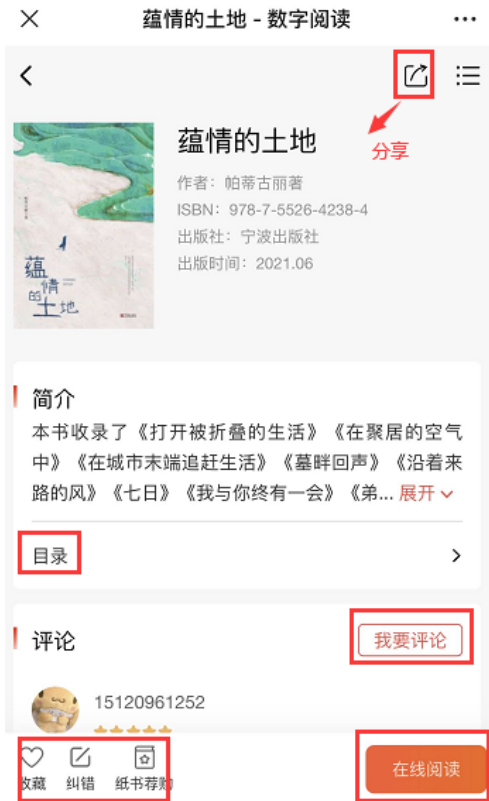 蕴情的土地 - 数字阅读
分享
蕴情的土地
作者：帕蒂古丽著
ISBN：978-7-5526-4238-4
出版社：宁波出版社
出版时间：2021.06
蕴情的土地
简介
本书收录了《打开被折叠的生活》《在聚居的空气
中》《在城市末端追赶生活》《墓畔回声》《沿着来
路的风》《七日》《我与你终有一会》《弟... 展开
目录
评论
我要评论
15120961252
收藏
纠错
纸书荐购
在线阅读